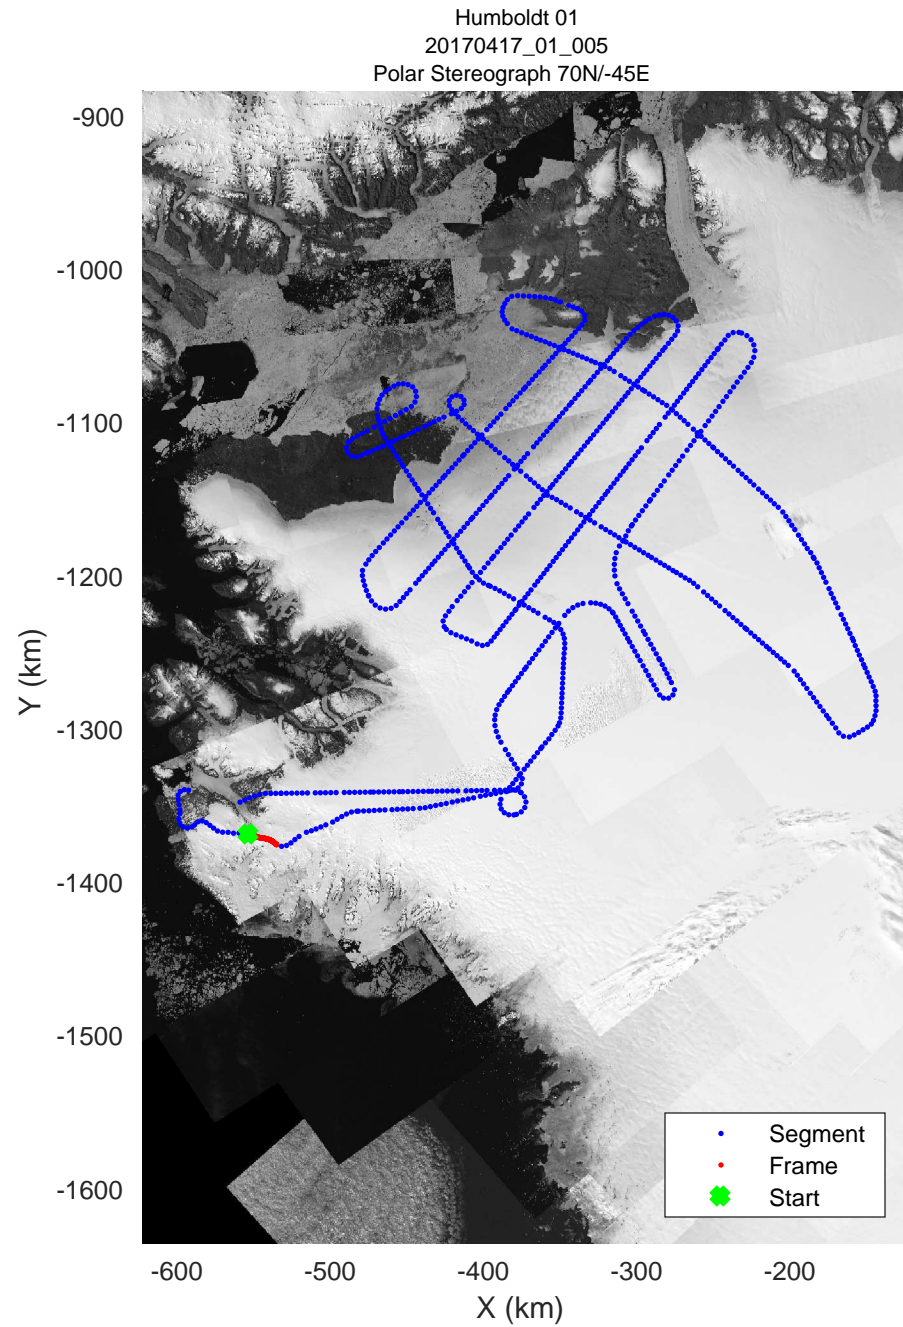 Humboldt 01
20170417_01_005
Polar Stereograph 70N/-45E
-900
-1000
-1100
-1200
-1300
-1400
-1500
-1600
Y (km)
Segment
Frame
Start
-600 -500 -400 -300 -200
X (km)